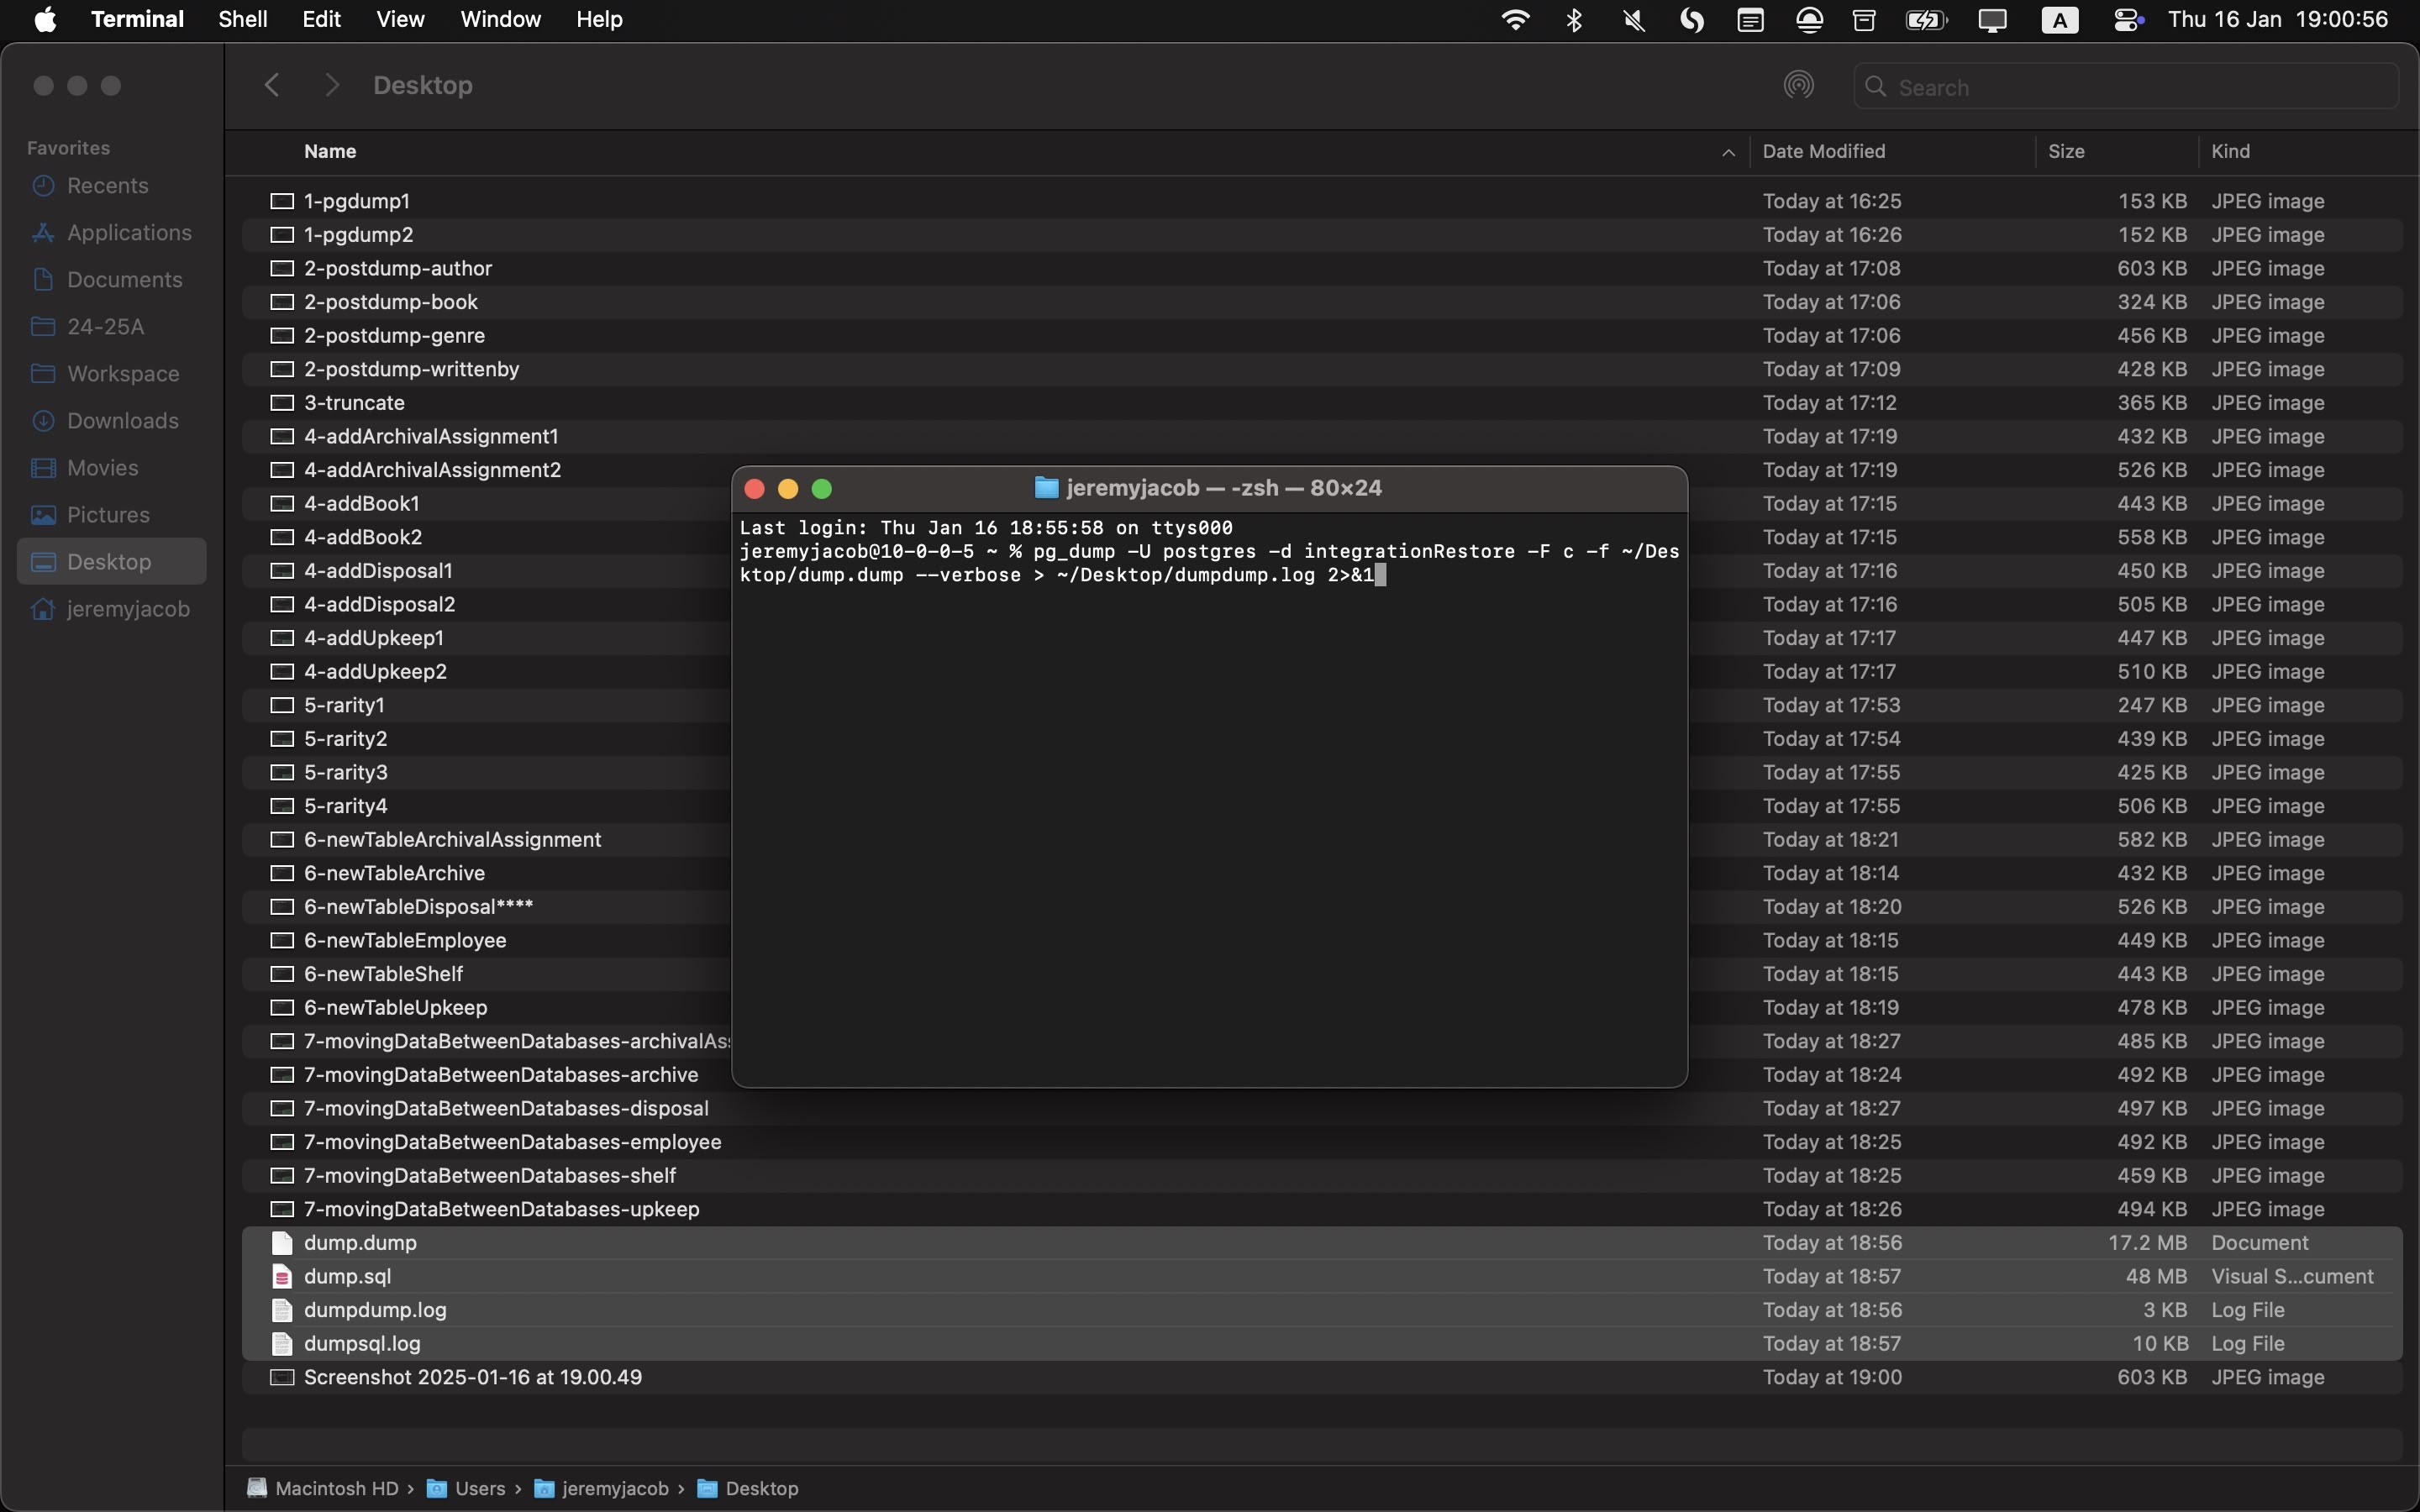 Terminal Shell Edit View Window Help A Thu 16 Jan 19:00:56
Desktop Search
Favorites
Recents
Applications
Documents
24-25A
Workspace
Downloads
Movies
Pictures
Desktop
jeremyjacob
Name Date Modified Size Kind
1-pgdump1 Today at 16:25 153 KB JPEG image
1-pgdump2 Today at 16:26 152 KB JPEG image
2-postdump-author Today at 17:08 603 KB JPEG image
2-postdump-book Today at 17:06 324 KB JPEG image
2-postdump-genre Today at 17:06 456 KB JPEG image
2-postdump-writtenby Today at 17:09 428 KB JPEG image
3-truncate Today at 17:12 365 KB JPEG image
4-addArchivalAssignment1 Today at 17:19 432 KB JPEG image
4-addArchivalAssignment2 Today at 17:19 526 KB JPEG image
4-addBook1 Today at 17:15 443 KB JPEG image
4-addBook2 Today at 17:15 558 KB JPEG image
4-addDisposal1 Today at 17:16 450 KB JPEG image
4-addDisposal2 Today at 17:16 505 KB JPEG image
4-addUpkeep1 Today at 17:17 447 KB JPEG image
4-addUpkeep2 Today at 17:17 510 KB JPEG image
5-rarity1 Today at 17:53 247 KB JPEG image
5-rarity2 Today at 17:54 439 KB JPEG image
5-rarity3 Today at 17:55 425 KB JPEG image
5-rarity4 Today at 17:55 506 KB JPEG image
6-newTableArchivalAssignment Today at 18:21 582 KB JPEG image
6-newTableArchive Today at 18:14 432 KB JPEG image
6-newTableDisposal**** Today at 18:20 526 KB JPEG image
6-newTableEmployee Today at 18:15 449 KB JPEG image
6-newTableShelf Today at 18:15 443 KB JPEG image
6-newTableUpkeep Today at 18:19 478 KB JPEG image
7-movingDataBetweenDatabases-archivalAs Today at 18:27 485 KB JPEG image
7-movingDataBetweenDatabases-archive Today at 18:24 492 KB JPEG image
7-movingDataBetweenDatabases-disposal Today at 18:27 497 KB JPEG image
7-movingDataBetweenDatabases-employee Today at 18:25 492 KB JPEG image
7-movingDataBetweenDatabases-shelf Today at 18:25 459 KB JPEG image
7-movingDataBetweenDatabases-upkeep Today at 18:26 494 KB JPEG image
dump.dump Today at 18:56 17.2 MB Document
dump.sql Today at 18:57 48 MB Visual S...cument
dumpdump.log Today at 18:56 3 KB Log File
dumpsql.log Today at 18:57 10 KB Log File
Screenshot 2025-01-16 at 19.00.49 Today at 19:00 603 KB JPEG image
jeremyjacob — -zsh — 80×24
Last login: Thu Jan 16 18:55:58 on ttys000
jeremyjacob@10-0-0-5 ~ % pg_dump -U postgres -d integrationRestore -F c -f ~/Des
ktop/dump.dump --verbose > ~/Desktop/dumpdump.log 2>&1
Macintosh HD › Users › jeremyjacob › Desktop